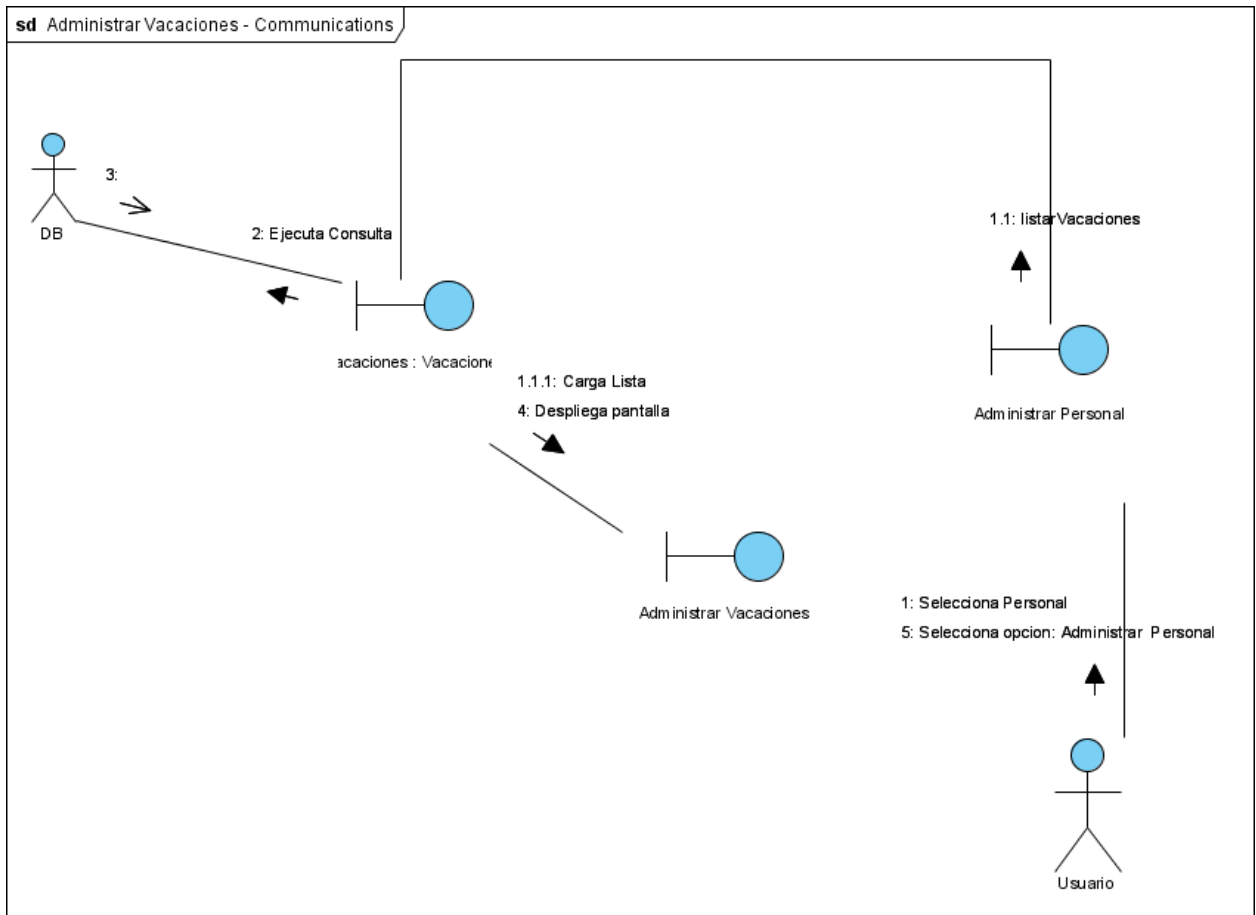 sd Administrar Vacaciones - Communications
3:
DB
2: Ejecuta Consulta
1.1: listarVacaciones
acaciones : Vacacione
1.1.1: Carga Lista
4: Despliega pantalla
Administrar Personal
Administrar Vacaciones
1: Selecciona Personal
5: Selecciona opcion: Administrar Personal
Usuario